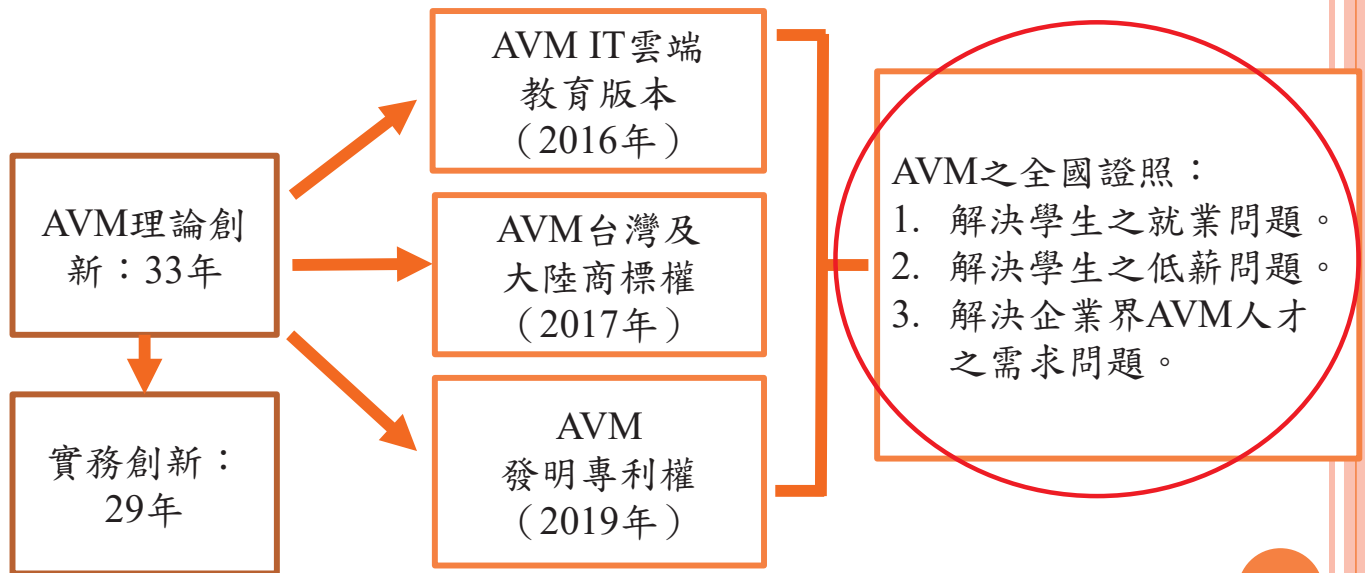 AVM理論創
新：33年
實務創新：
29年
AVM IT雲端
教育版本
（2016年）
AVM台灣及
大陸商標權
（2017年）
AVM
發明專利權
（2019年）
AVM之全國證照：
1. 解決學生之就業問題。
2. 解決學生之低薪問題。
3. 解決企業界AVM人才
之需求問題。